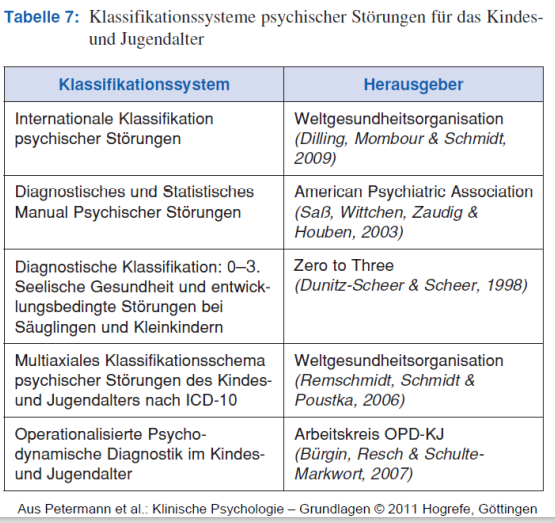 Tabelle 7: Klassifikationssysteme psychischer Störungen für das Kindes-
und Jugendalter
Klassifikationssystem
Herausgeber
Internationale Klassifikation
psychischer Störungen
Weltgesundheitsorganisation
(Dilling, Mombour & Schmidt,
2009)
Diagnostisches und Statistisches
Manual Psychischer Störungen
American Psychiatric Association
(Saß, Wittchen, Zaudig &
Houben, 2003)
Diagnostische Klassifikation: 0–3.
Seelische Gesundheit und entwick-
lungsbedingte Störungen bei
Säuglingen und Kleinkindern
Zero to Three
(Dunitz-Scheer & Scheer, 1998)
Multiaxiales Klassifikationsschema
psychischer Störungen des Kindes-
und Jugendalters nach ICD-10
Weltgesundheitsorganisation
(Remschmidt, Schmidt &
Poustka, 2006)
Operationalisierte Psycho-
dynamische Diagnostik im Kindes-
und Jugendalter
Arbeitskreis OPD-KJ
(Bürgin, Resch & Schulte-
Markwort, 2007)
Aus Petermann et al.: Klinische Psychologie – Grundlagen © 2011 Hogrefe, Göttingen